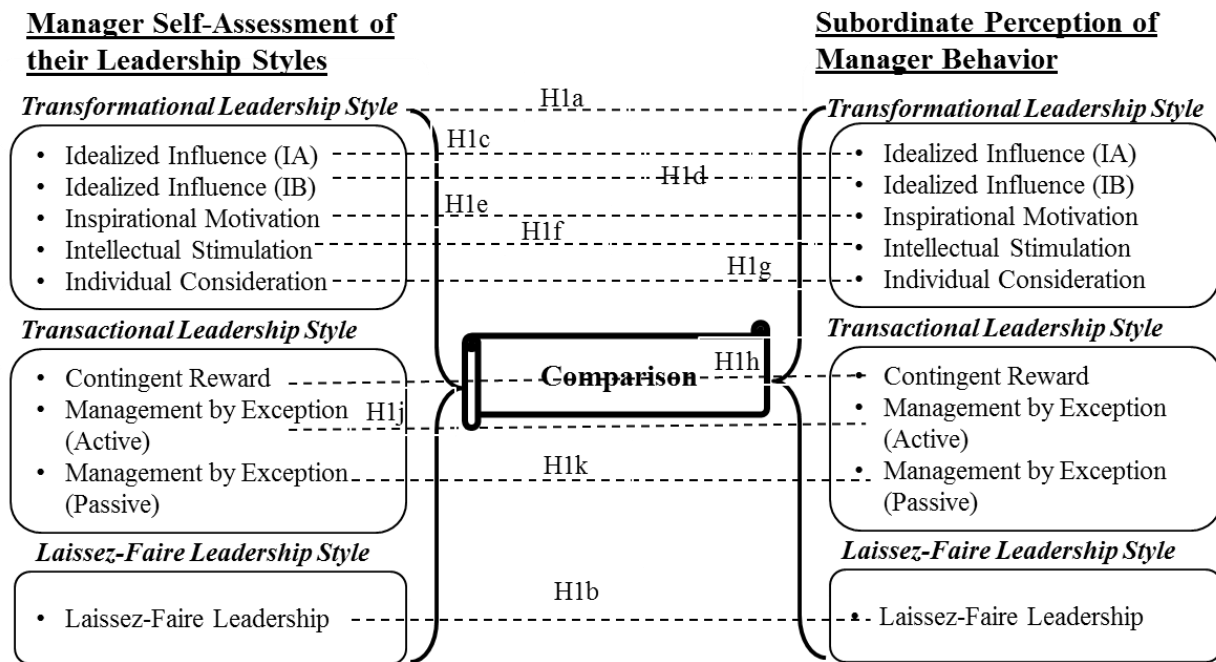 Manager Self-Assessment of
their Leadership Styles
Subordinate Perception of
Manager Behavior
Transformational Leadership Style
H1a
Transformational Leadership Style
• Idealized Influence (IA)
H1c
• Idealized Influence (IA)
• Idealized Influence (IB)
H1d
• Idealized Influence (IB)
• Inspirational Motivation
H1e
• Inspirational Motivation
• Intellectual Stimulation
H1f
• Intellectual Stimulation
• Individual Consideration
H1g
• Individual Consideration
Transactional Leadership Style
Transactional Leadership Style
• Contingent Reward
Comparison
H1h
• Contingent Reward
• Management by Exception
(Active)
H1j
• Management by Exception
(Active)
• Management by Exception
(Passive)
H1k
• Management by Exception
(Passive)
Laissez-Faire Leadership Style
Laissez-Faire Leadership Style
• Laissez-Faire Leadership
H1b
• Laissez-Faire Leadership